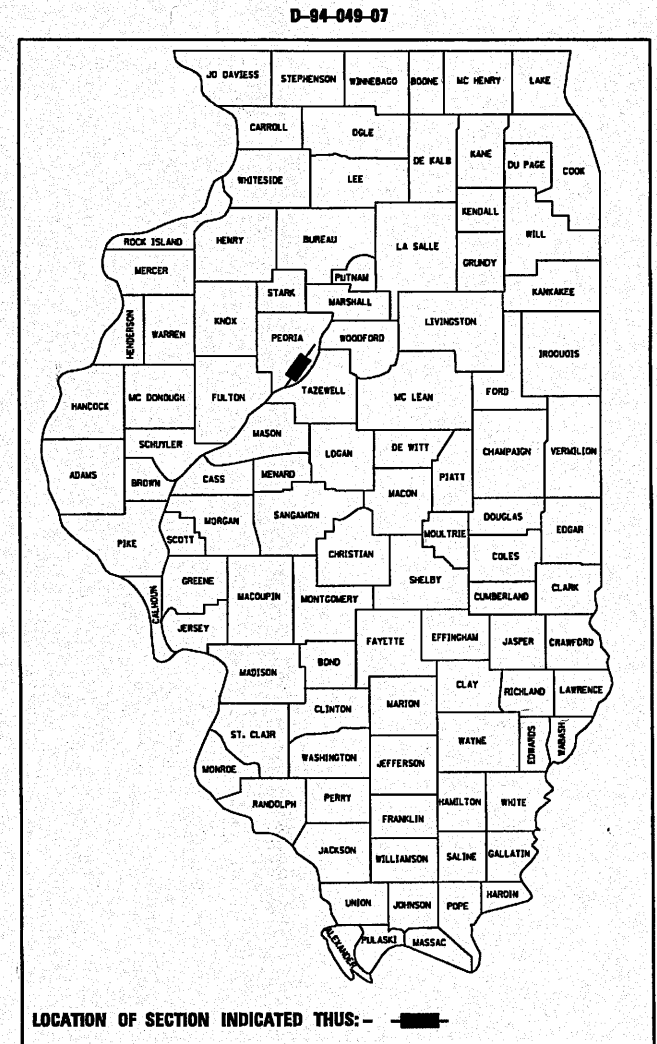 D-94-049-07
JO DAVIESS STEPHENSON WINNEBAGO BOONE MC HENRY LAKE
CARROLL OGLE
DE KALB KANE DU PAGE COOK
WHITESIDE LEE
KENDALL
ROCK ISLAND HENRY BUREAU LA SALLE WILL
MERCER PUTNAM GRUNDY
STARK MARSHALL KANKAKEE
HENDERSON WARREN KNOX LIVINGSTON
PEORIA WOODFORD IROQUOIS
HANCOCK MC DONOUGH FULTON TAZEWELL MC LEAN FORD
SCHUYLER MASON
LOGAN DE WITT CHAMPAIGN VERMILION
ADAMS BROWN CASS MENARD PIATT
MACON
PIKE SCOTT MORGAN SANGAMON DOUGLAS EDGAR
MOULTRIE
CHRISTIAN COLES
GREENE SHELBY
CALHOUN MACOUPIN MONTGOMERY CUMBERLAND CLARK
JERSEY
FAYETTE EFFINGHAM JASPER CRAWFORD
MADISON BOND
CLAY RICHLAND LAWRENCE
CLINTON MARION
ST. CLAIR WAYNE EDWARDS WABASH
WASHINGTON JEFFERSON
MONROE
RANDOLPH PERRY HAMILTON WHITE
FRANKLIN
JACKSON WILLIAMSON SALINE GALLATIN
HARDIN
UNION JOHNSON POPE
ALEXANDER PULASKI MASSAC
LOCATION OF SECTION INDICATED THUS: -